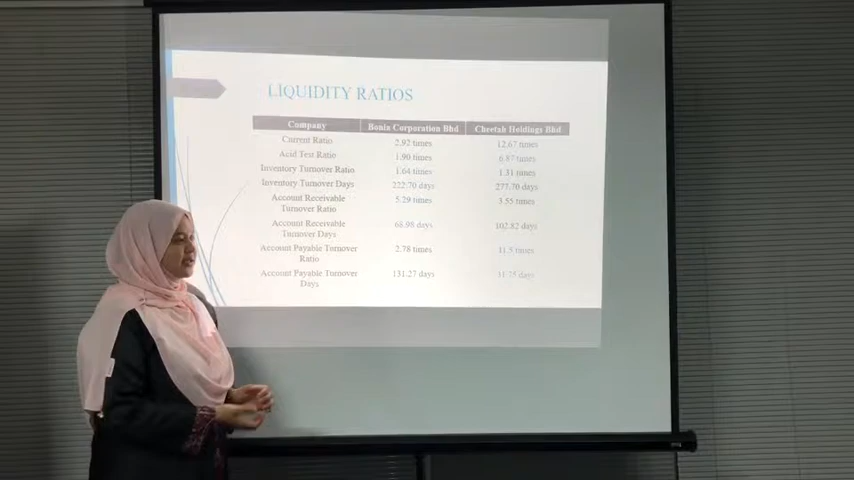 LIQUIDITY RATIOS
Company Bonia Corporation Bhd Cheetah Holdings Bhd
Current Ratio 2.92 times 12.67 times
Acid Test Ratio 1.90 times 6.87 times
Inventory Turnover Ratio 1.64 times 1.31 times
Inventory Turnover Days 222.70 days 277.70 days
Account Receivable
Turnover Ratio 5.29 times 3.55 times
Account Receivable
Turnover Days 68.98 days 102.82 days
Account Payable Turnover
Ratio 2.78 times times
Account Payable Turnover
Days 131.27 days days